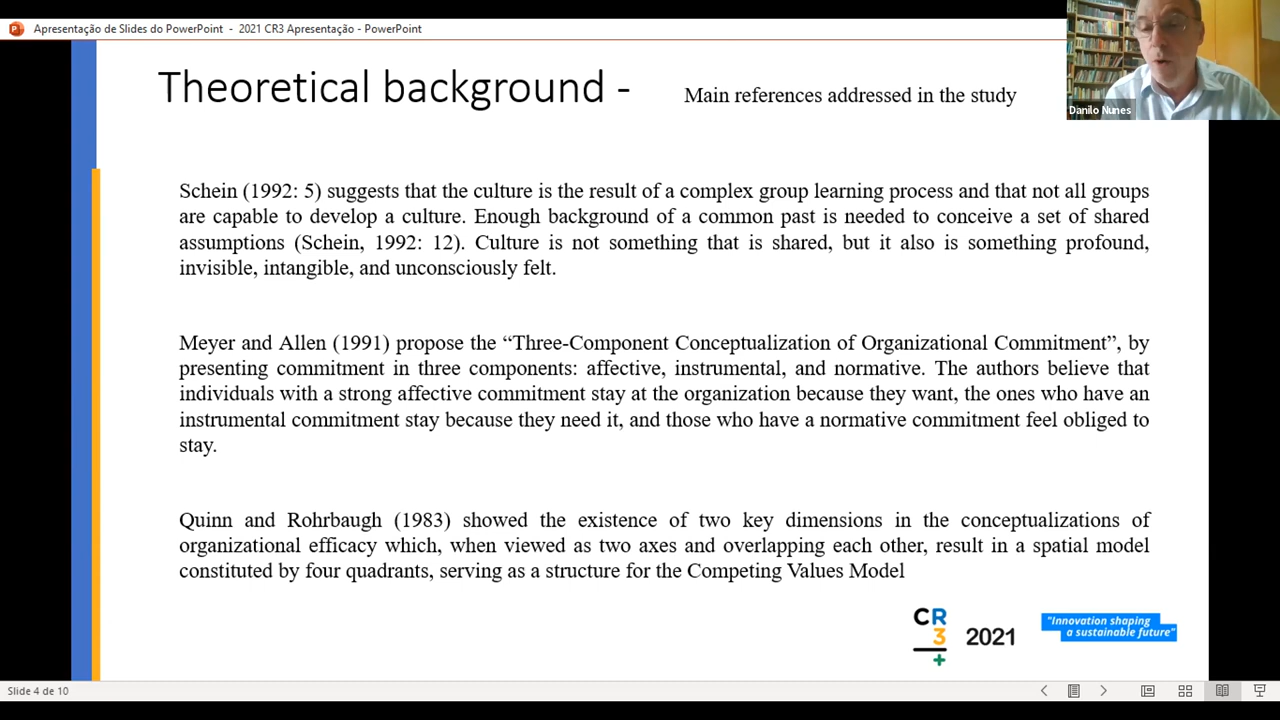 Apresentação de Slides do PowerPoint - 2021 CR3 Apresentação - PowerPoint
Theoretical background - Main references addressed in the study
Danilo Nunes
Schein (1992: 5) suggests that the culture is the result of a complex group learning process and that not all groups
are capable to develop a culture. Enough background of a common past is needed to conceive a set of shared
assumptions (Schein, 1992: 12). Culture is not something that is shared, but it also is something profound,
invisible, intangible, and unconsciously felt.
Meyer and Allen (1991) propose the “Three-Component Conceptualization of Organizational Commitment”, by
presenting commitment in three components: affective, instrumental, and normative. The authors believe that
individuals with a strong affective commitment stay at the organization because they want, the ones who have an
instrumental commitment stay because they need it, and those who have a normative commitment feel obliged to
stay.
Quinn and Rohrbaugh (1983) showed the existence of two key dimensions in the conceptualizations of
organizational efficacy which, when viewed as two axes and overlapping each other, result in a spatial model
constituted by four quadrants, serving as a structure for the Competing Values Model
CR
3
+
2021
"Innovation shaping
a sustainable future"
Slide 4 de 10